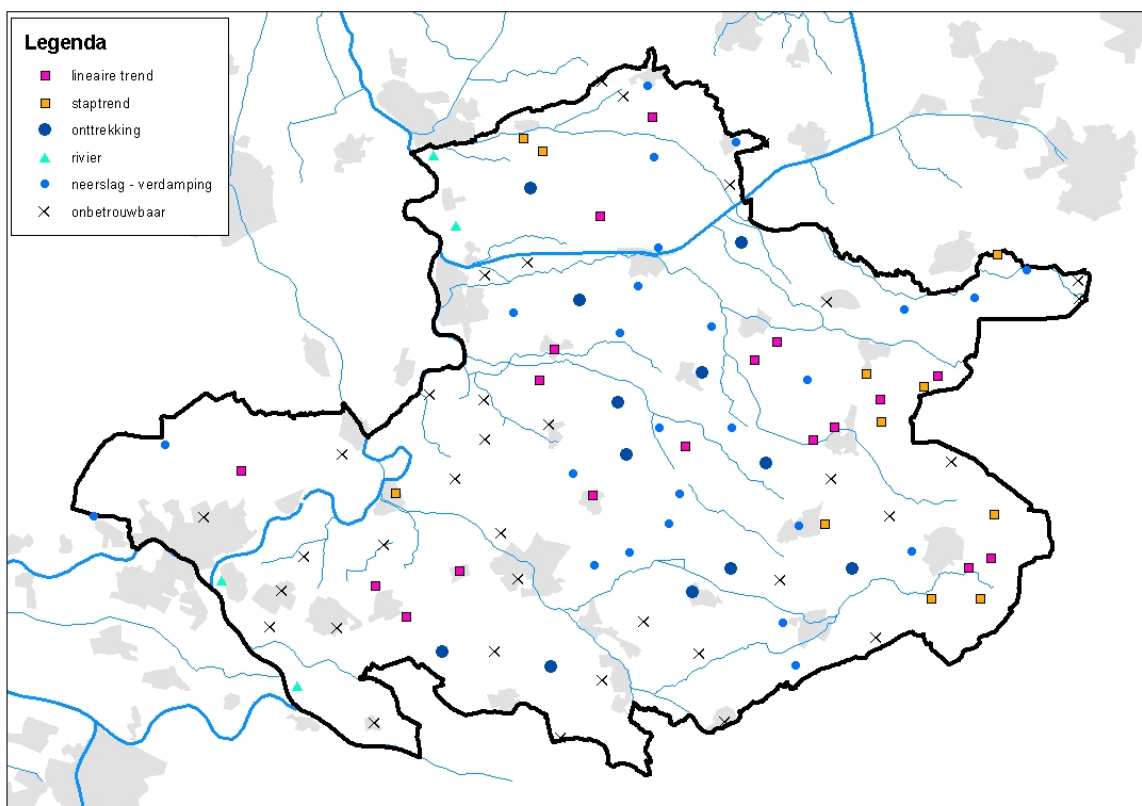 Legenda
lineaire trend
staptrend
onttrekking
rivier
neerslag - verdamping
onbetrouwbaar